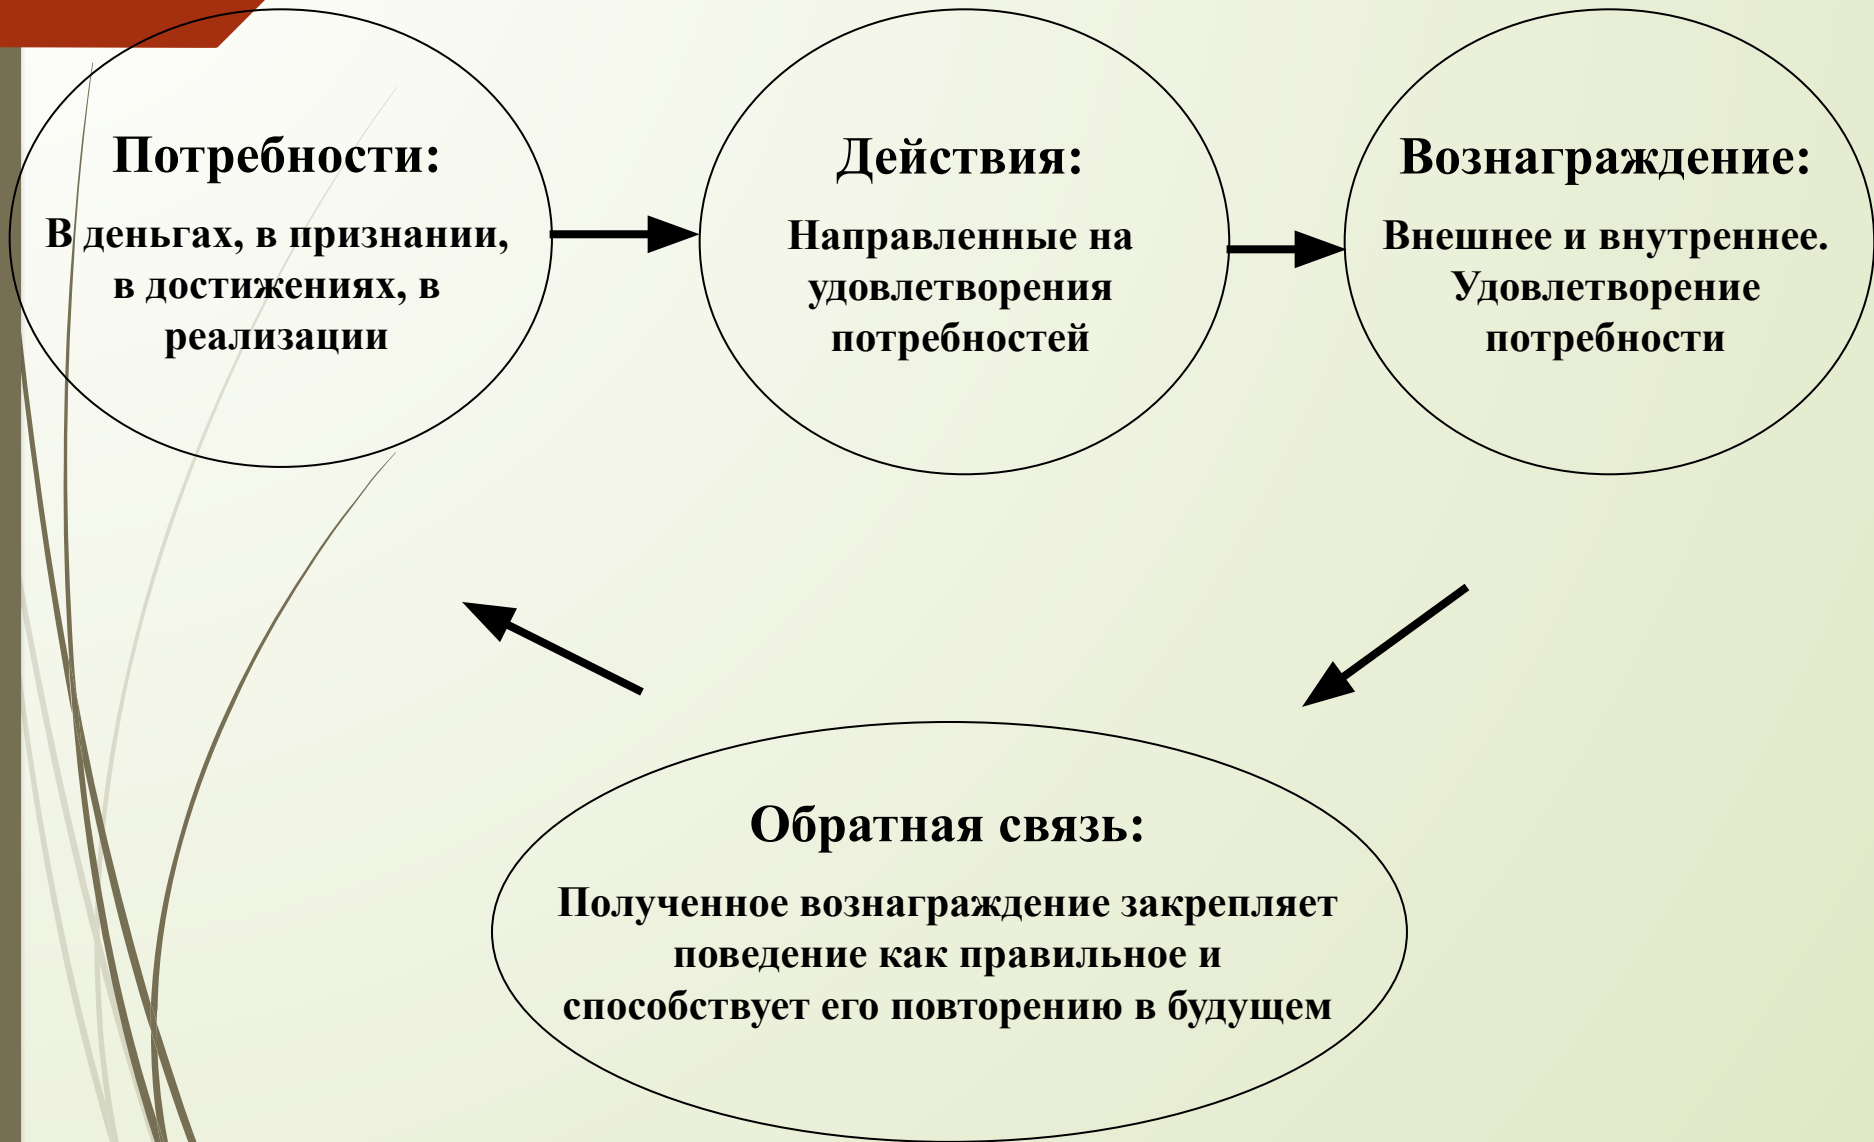 Потребности:
В деньгах, в признании,
в достижениях, в
реализации
Действия:
Направленные на
удовлетворения
потребностей
Вознаграждение:
Внешнее и внутреннее.
Удовлетворение
потребности
Обратная связь:
Полученное вознаграждение закрепляет
поведение как правильное и
способствует его повторению в будущем